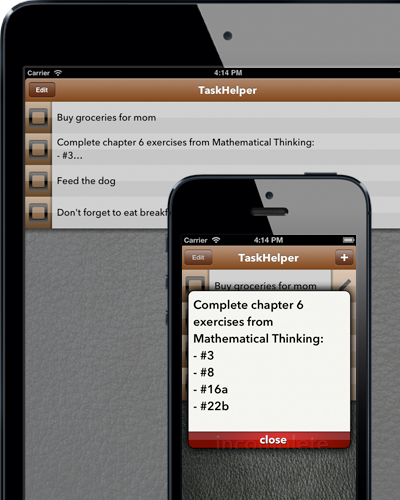 Carrier 4:14 PM
Edit TaskHelper
Buy groceries for mom
Complete chapter 6 exercises from Mathematical Thinking:
- #3...
Feed the dog
Don't forget to eat breakf
Carrier 4:14 PM
Edit TaskHelper +
Buy groceries for mom
Complete chapter 6
exercises from
Mathematical Thinking:
- #3
- #8
- #16a
- #22b
close
incomplete